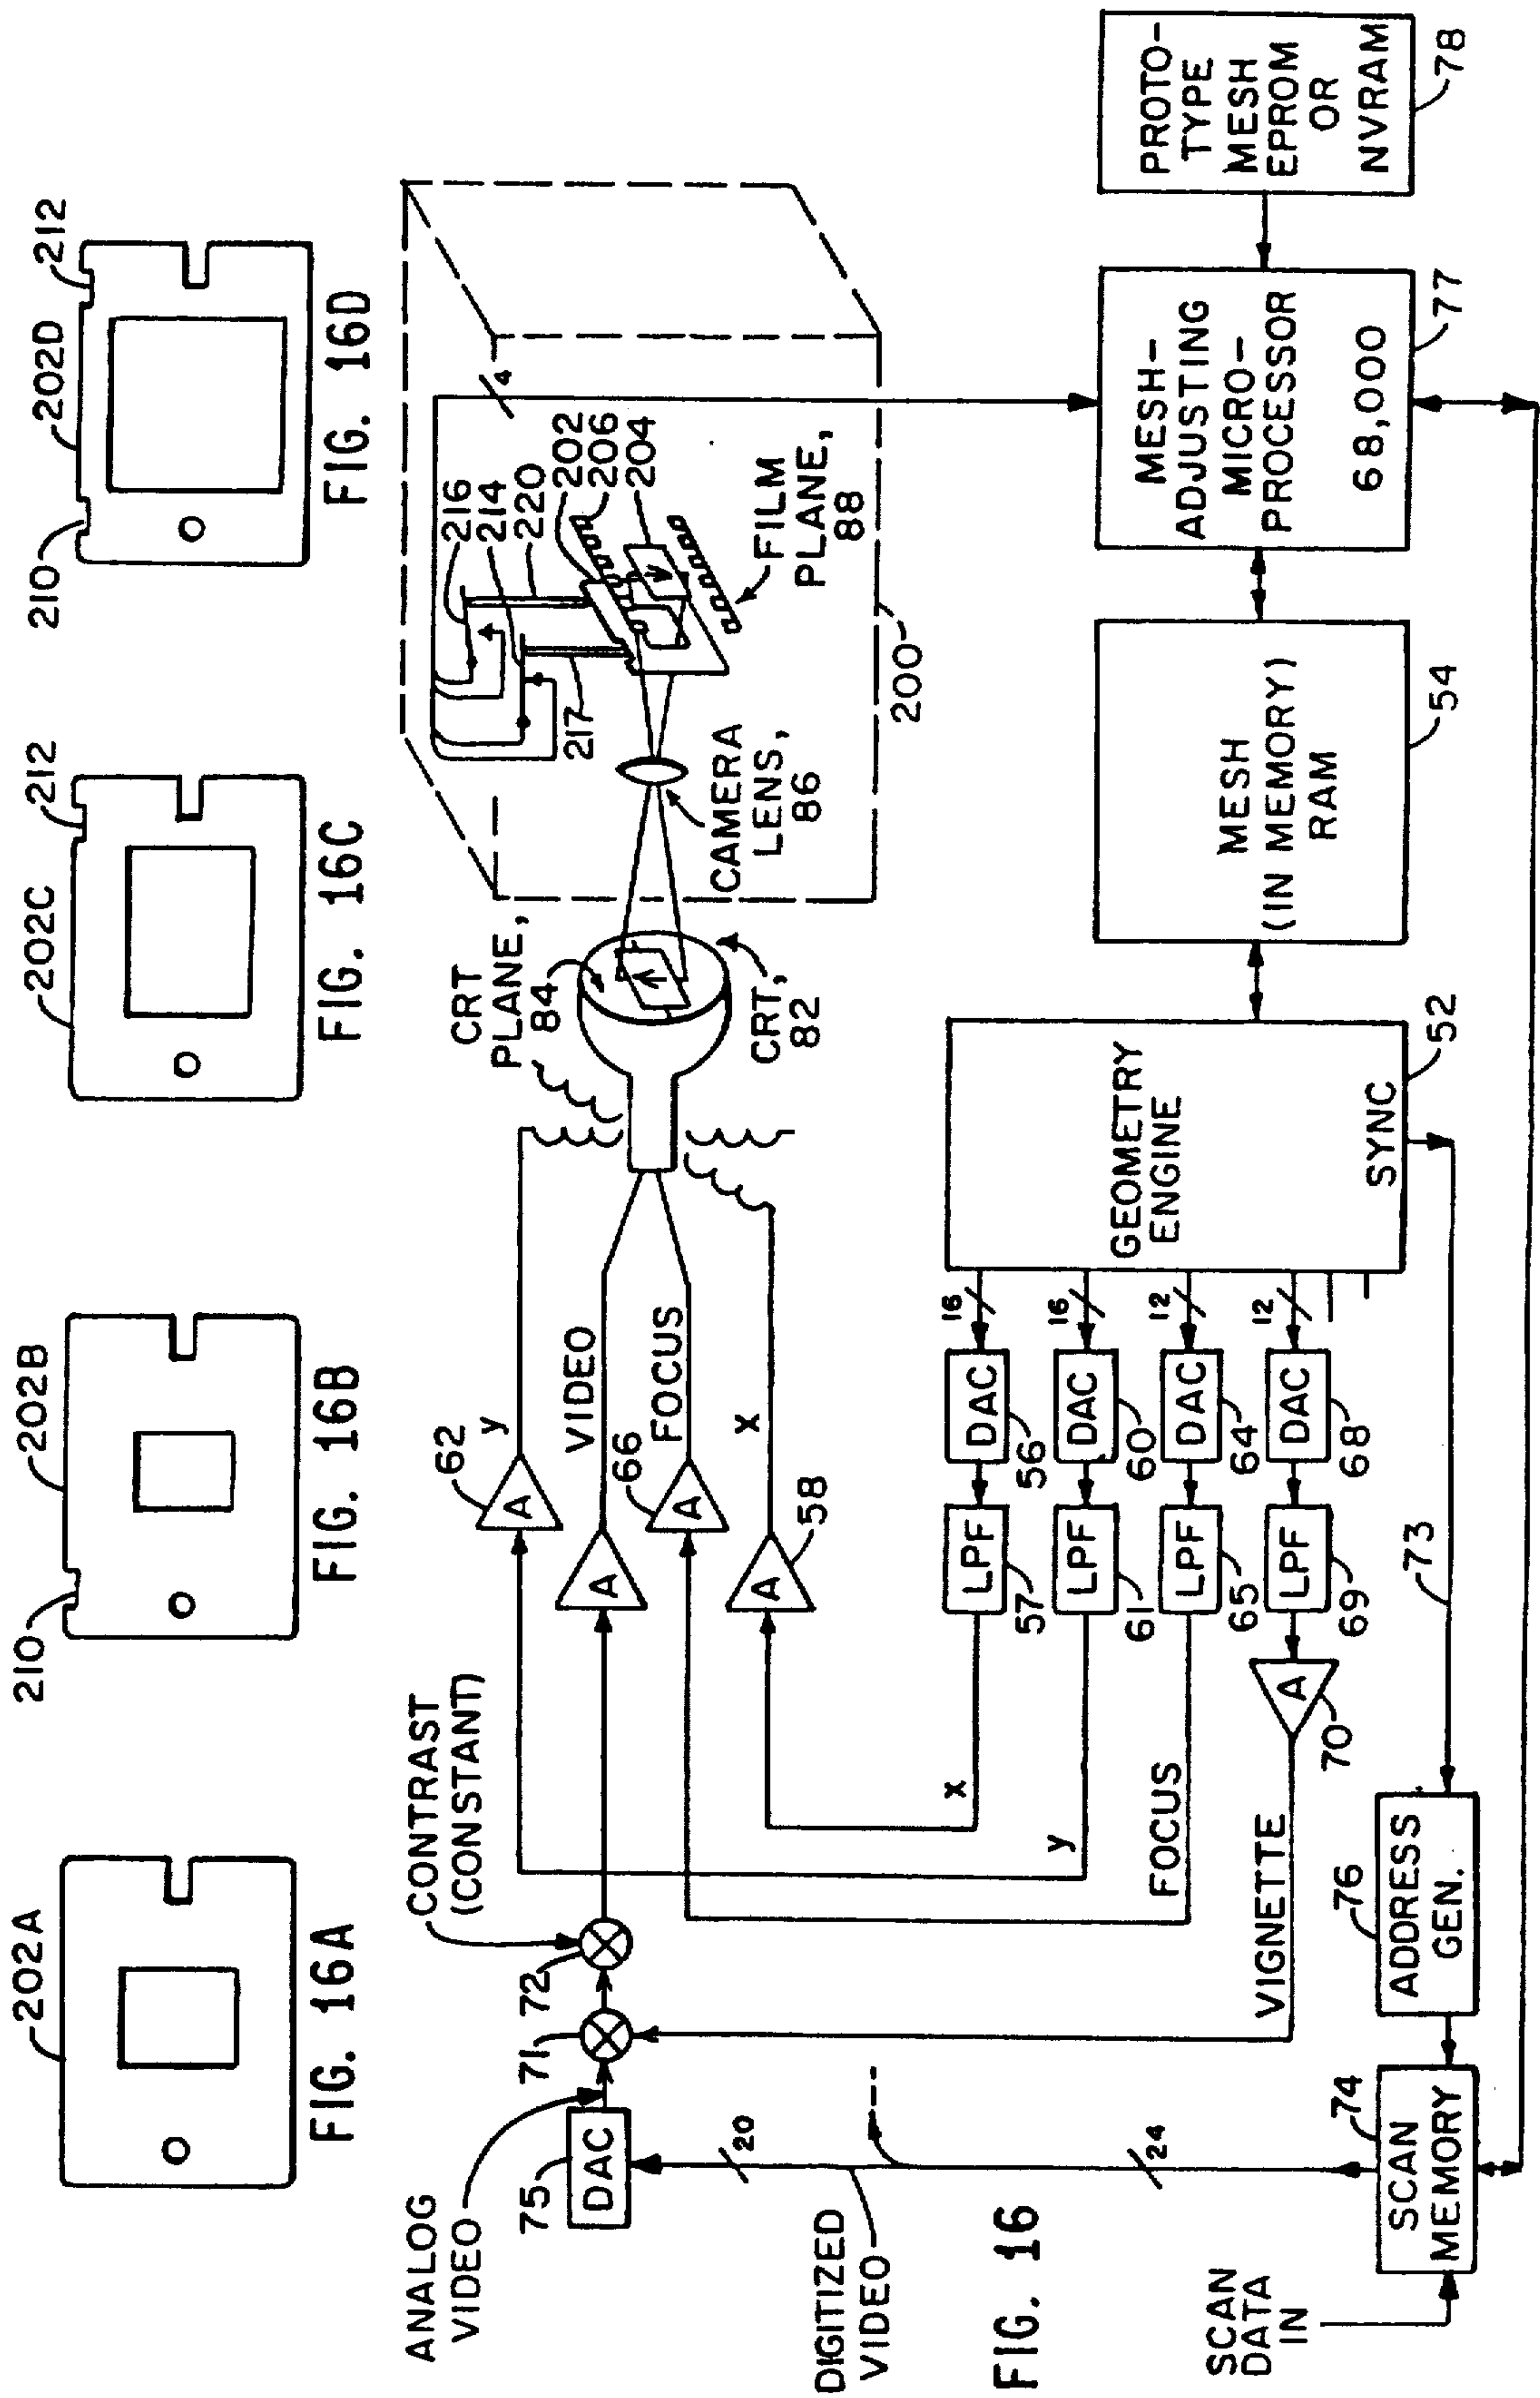 202A
FIG. 16A
210
202B
FIG. 16B
202C
212
FIG. 16C
210
202D
212
FIG. 16D
ANALOG
VIDEO
75
DAC
71
72
CONTRAST
(CONSTANT)
62
A
y
A
VIDEO
66
A
FOCUS
A
58
x
CRT
PLANE,
84
CRT,
82
CAMERA
LENS,
86
217
216
214
220
202
206
204
FILM
PLANE,
88
200
4
DIGITIZED
VIDEO
20
24
x
y
FOCUS
VIGNETTE
LPF
57
DAC
56
16
LPF
61
DAC
60
16
LPF
65
DAC
64
12
A
70
LPF
69
DAC
68
12
GEOMETRY
ENGINE
SYNC
52
MESH
(IN MEMORY)
RAM
54
MESH-
ADJUSTING
MICRO-
PROCESSOR
68,000
77
PROTO-
TYPE
MESH
EPROM
OR
NVRAM
78
FIG. 16
SCAN
DATA
IN
74
SCAN
MEMORY
76
ADDRESS
GEN.
73